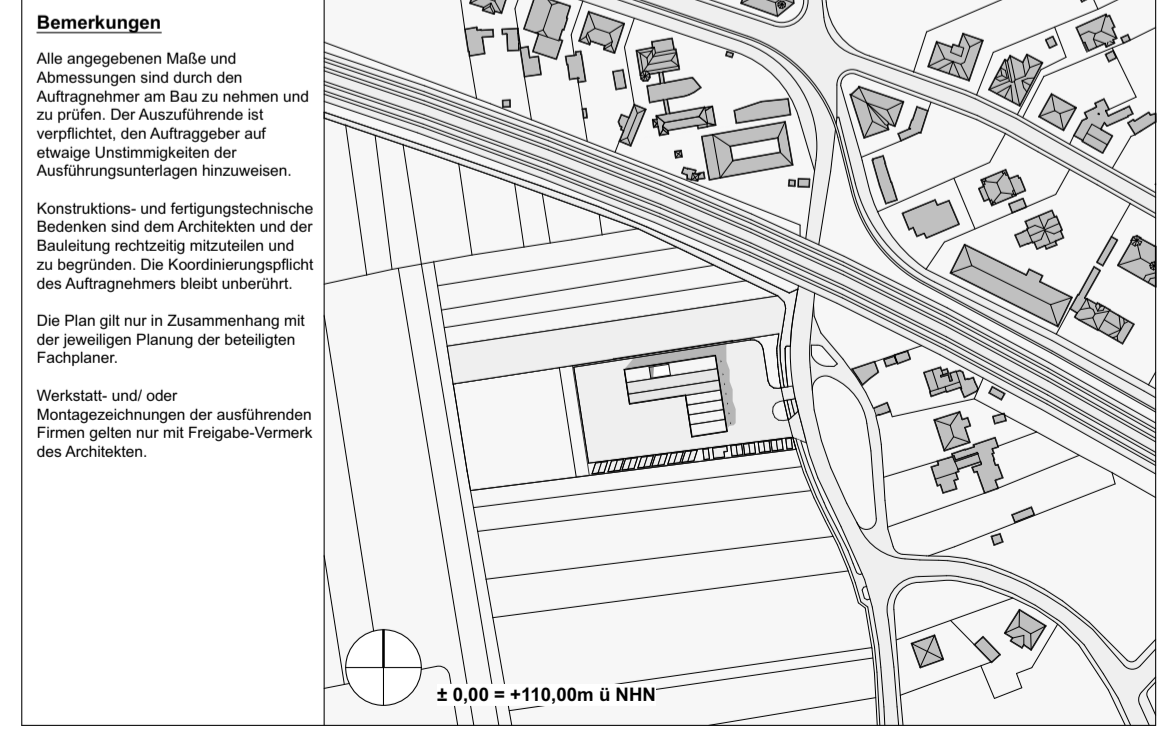 Bemerkungen
Alle angegebenen Maße und
Abmessungen sind durch den
Auftragnehmer am Bau zu nehmen und
zu prüfen. Der Auszuführende ist
verpflichtet, den Auftraggeber auf
etwaige Unstimmigkeiten der
Ausführungsunterlagen hinzuweisen.
Konstruktions- und fertigungstechnische
Bedenken sind dem Architekten und der
Bauleitung rechtzeitig mitzuteilen und
zu begründen. Die Koordinierungspflicht
des Auftragnehmers bleibt unberührt.
Die Plan gilt nur in Zusammenhang mit
der jeweiligen Planung der beteiligten
Fachplaner.
Werkstatt- und/ oder
Montagezeichnungen der ausführenden
Firmen gelten nur mit Freigabe-Vermerk
des Architekten.
± 0,00 = +110,00m ü NHN